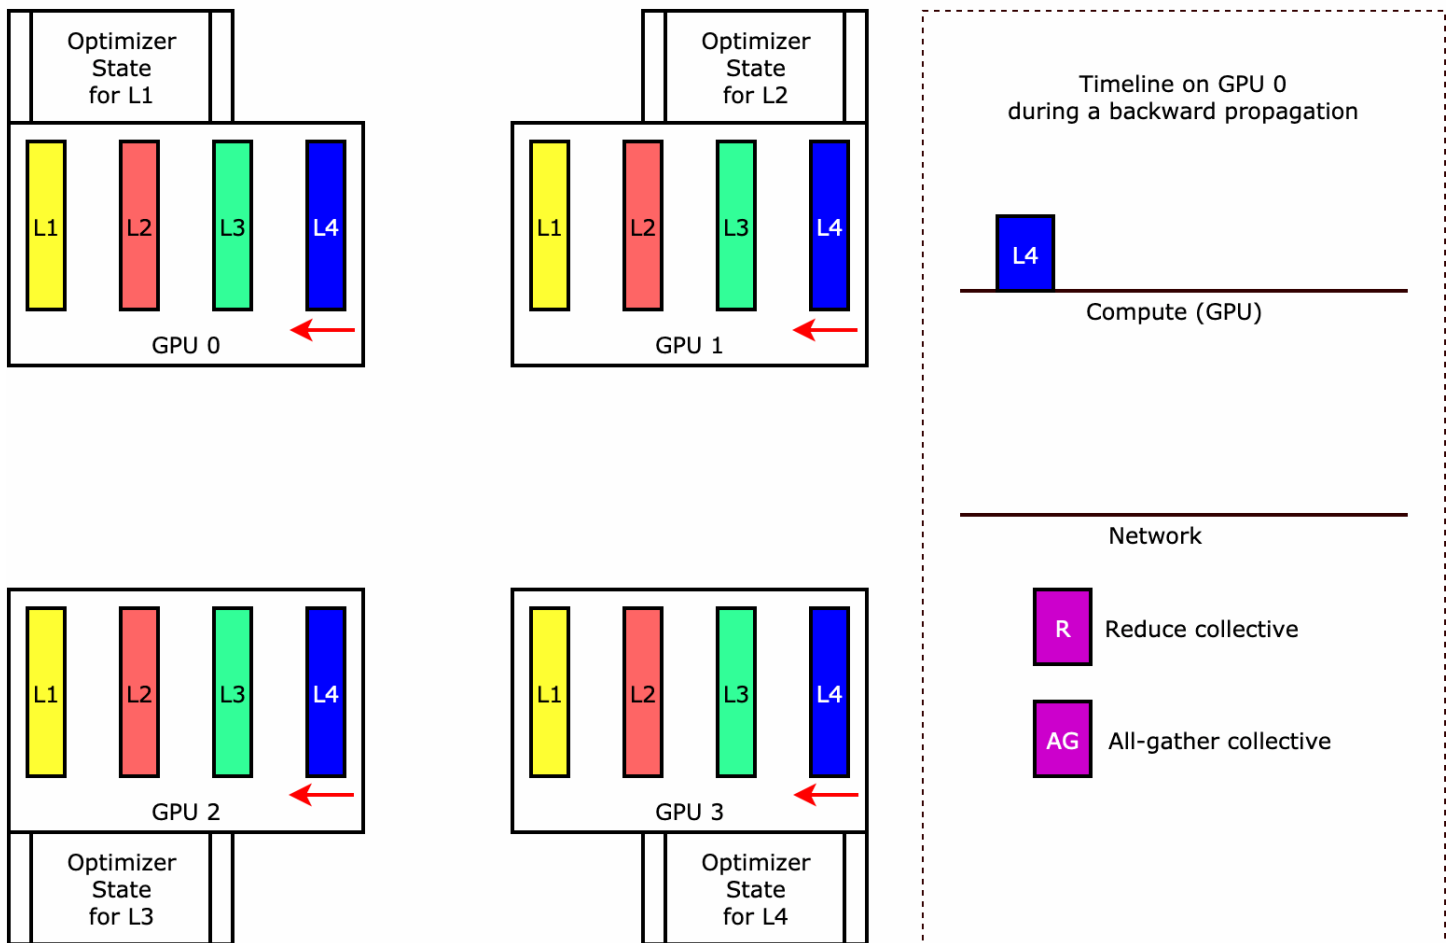 Optimizer
State
for L1
L1
L2
L3
L4
GPU 0
Optimizer
State
for L2
L1
L2
L3
L4
GPU 1
L1
L2
L3
L4
GPU 2
Optimizer
State
for L3
L1
L2
L3
L4
GPU 3
Optimizer
State
for L4
Timeline on GPU 0
during a backward propagation
L4
Compute (GPU)
Network
R Reduce collective
AG All-gather collective